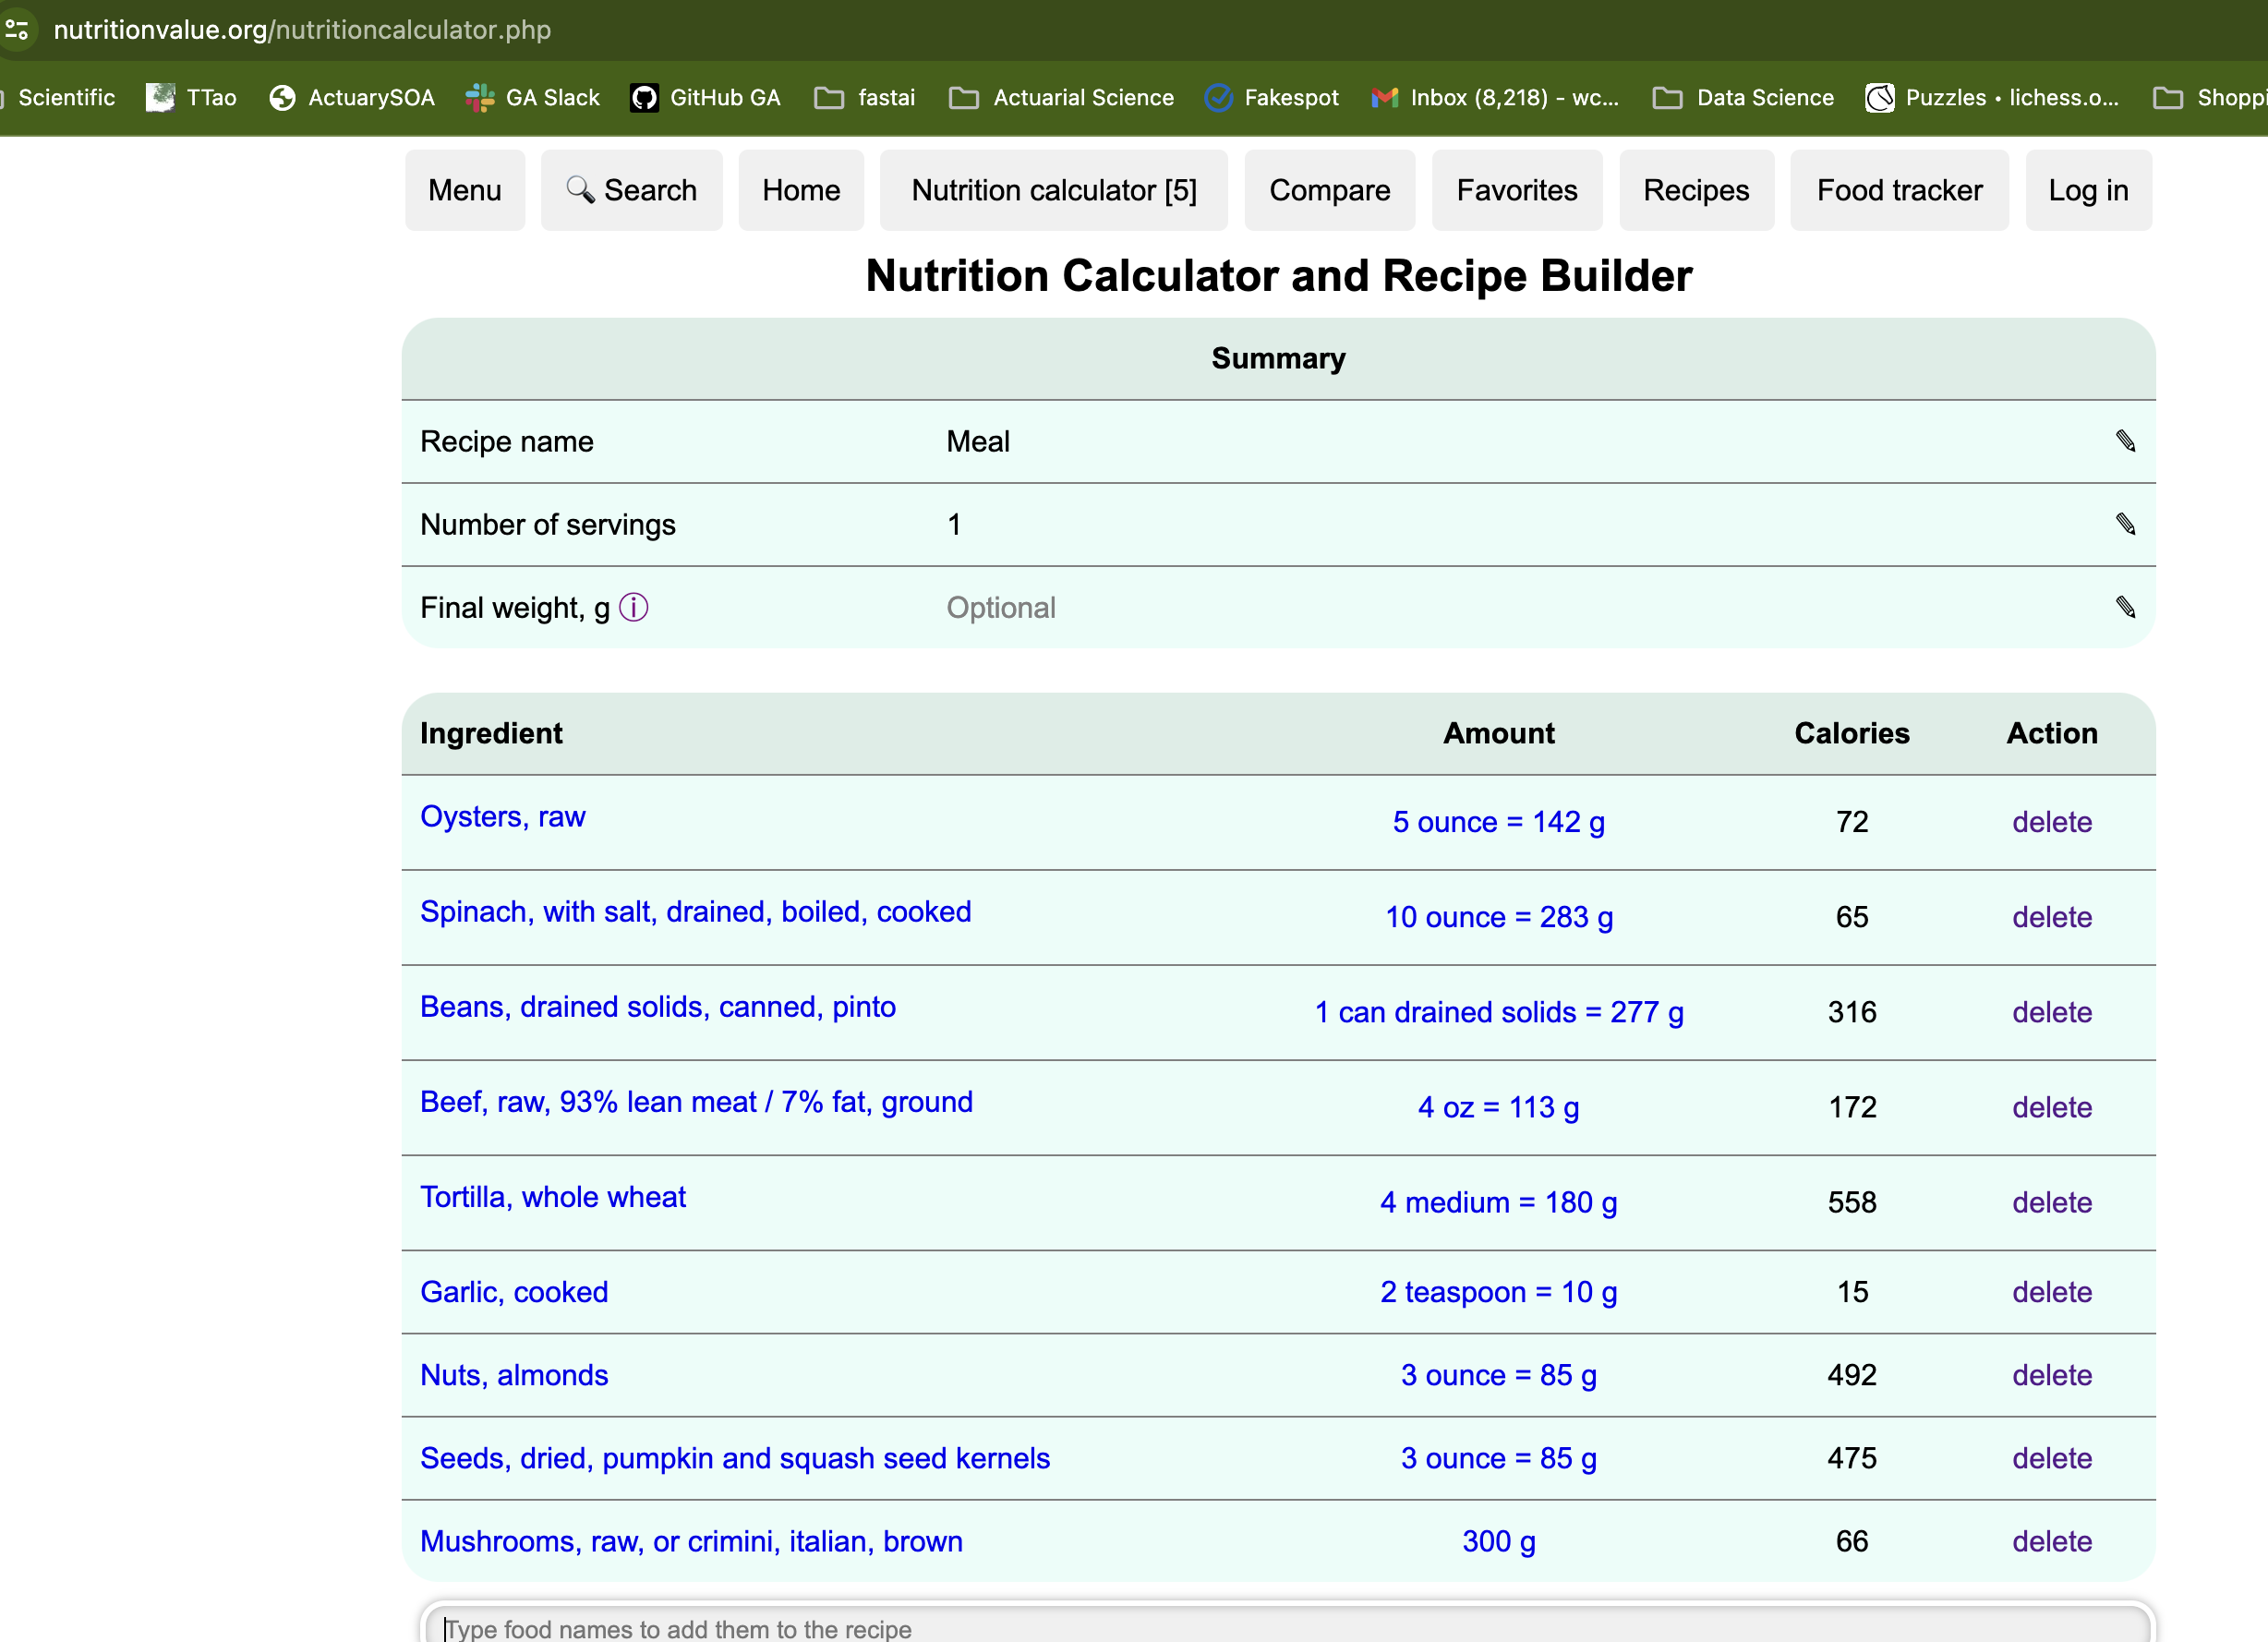 nutritionvalue.org/nutritioncalculator.php
Scientific TTao ActuarySOA GA Slack GitHub GA fastai Actuarial Science Fakespot Inbox (8,218) - wc... Data Science Puzzles • lichess.o... Shoppi
Menu 🔍 Search Home Nutrition calculator [5] Compare Favorites Recipes Food tracker Log in
Nutrition Calculator and Recipe Builder
Summary
Recipe name Meal ✎
Number of servings 1 ✎
Final weight, g ⓘ Optional ✎
Ingredient Amount Calories Action
Oysters, raw 5 ounce = 142 g 72 delete
Spinach, with salt, drained, boiled, cooked 10 ounce = 283 g 65 delete
Beans, drained solids, canned, pinto 1 can drained solids = 277 g 316 delete
Beef, raw, 93% lean meat / 7% fat, ground 4 oz = 113 g 172 delete
Tortilla, whole wheat 4 medium = 180 g 558 delete
Garlic, cooked 2 teaspoon = 10 g 15 delete
Nuts, almonds 3 ounce = 85 g 492 delete
Seeds, dried, pumpkin and squash seed kernels 3 ounce = 85 g 475 delete
Mushrooms, raw, or crimini, italian, brown 300 g 66 delete
Type food names to add them to the recipe